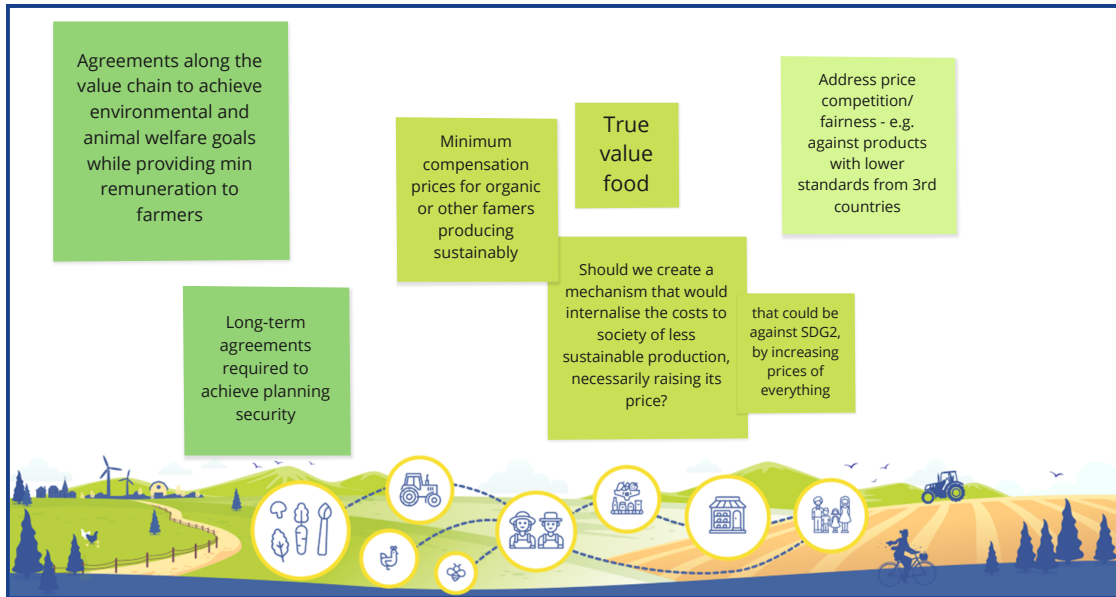 Agreements along the
value chain to achieve
environmental and
animal welfare goals
while providing min
remuneration to
farmers
Long-term
agreements
required to
achieve planning
security
Minimum
compensation
prices for organic
or other famers
producing
sustainably
True
value
food
Should we create a
mechanism that would
internalise the costs to
society of less
sustainable production,
necessarily raising its
price?
that could be
against SDG2,
by increasing
prices of
everything
Address price
competition/
fairness - e.g.
against products
with lower
standards from 3rd
countries